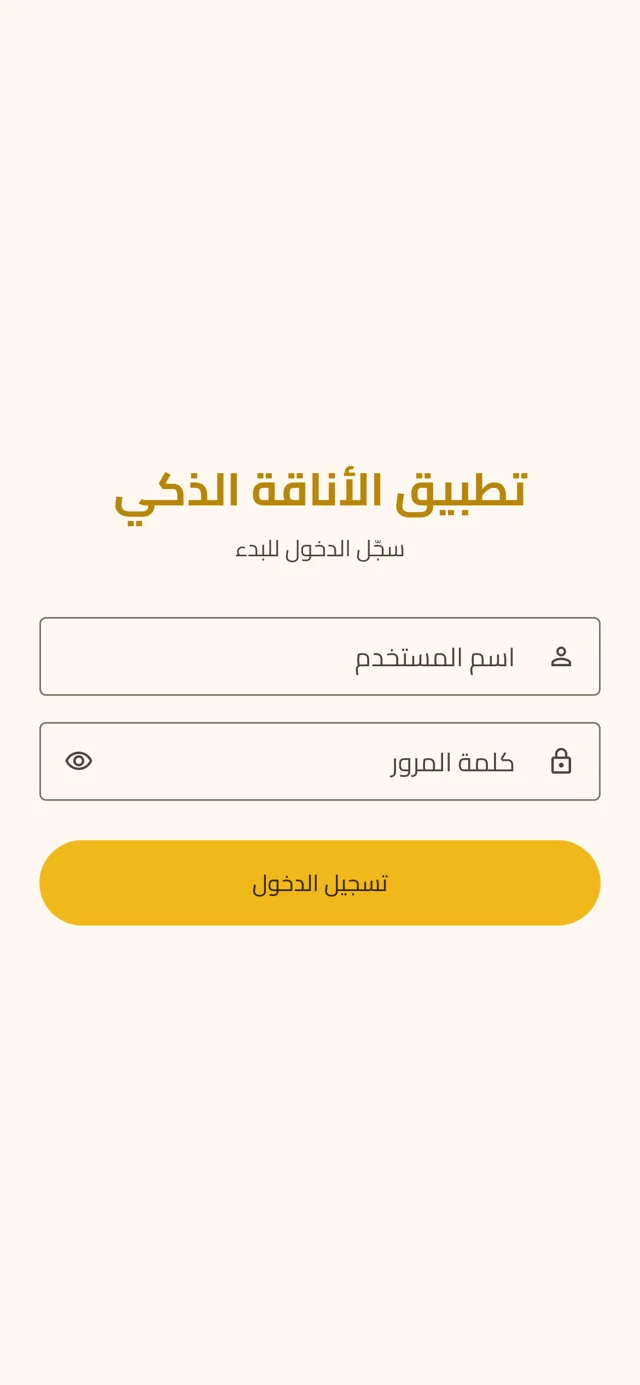 تطبيق الأناقة الذكي
سجّل الدخول للبدء
اسم المستخدم
كلمة المرور
تسجيل الدخول